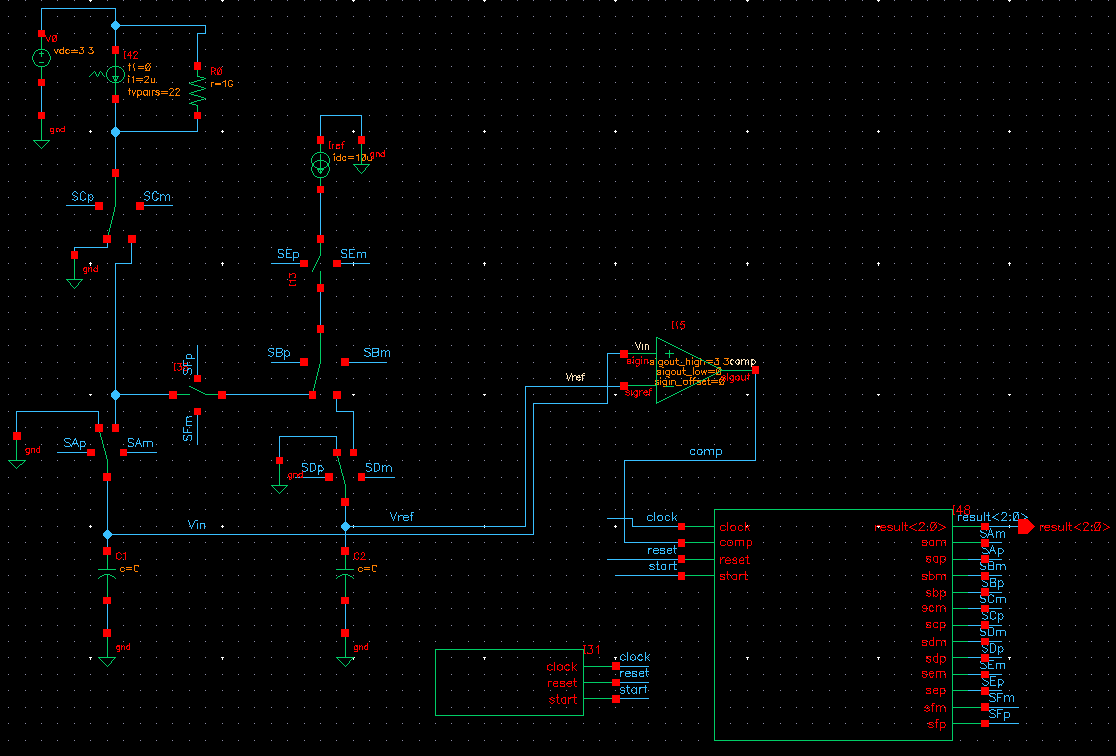 V0
vdc=3 3
I42
t1=0
i1=2u
tvpairs=22
R0
r=1G
gnd
Iref
idc=10u
gnd
SCp
SCm
gnd
SEp
SEm
I13
SBp
SBm
SFp
SFm
I15
Vin
sigin
sigout_high=3 3
sigout_low=0
sigin_offset=0
comp
sigout
Vref
sigref
gnd
SAp
SAm
gnd
SDp
SDm
comp
Vin
Vref
C1
c=C
C2
c=C
gnd
gnd
I48
clock
clock
comp
reset
reset
start
start
result<2:0>
result<2:0>
result<2:0>
sam
SAm
sap
SAp
sbm
SBm
sbp
SBp
scm
SCm
scp
SCp
sdm
SDm
sdp
SDp
sem
SEm
sep
SEp
sfm
SFm
sfp
SFp
I31
clock
clock
reset
reset
start
start